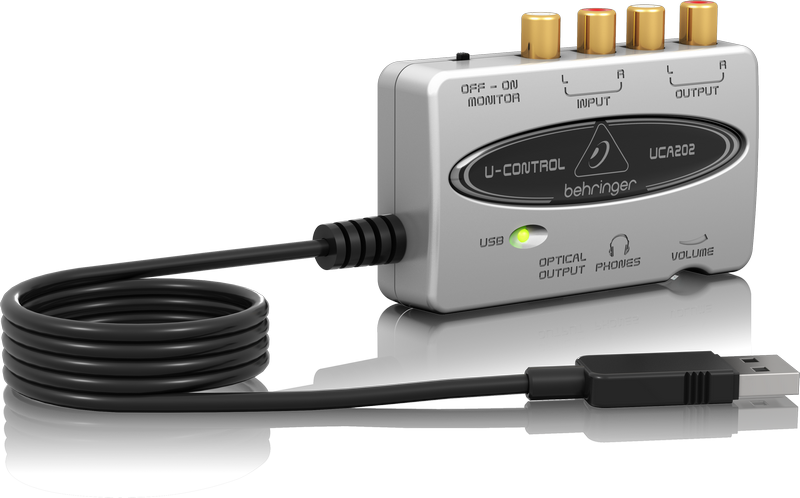 OFF - ON
MONITOR
L R
INPUT
L R
OUTPUT
U-CONTROL
UCA202
behringer
USB
OPTICAL
OUTPUT
PHONES
VOLUME